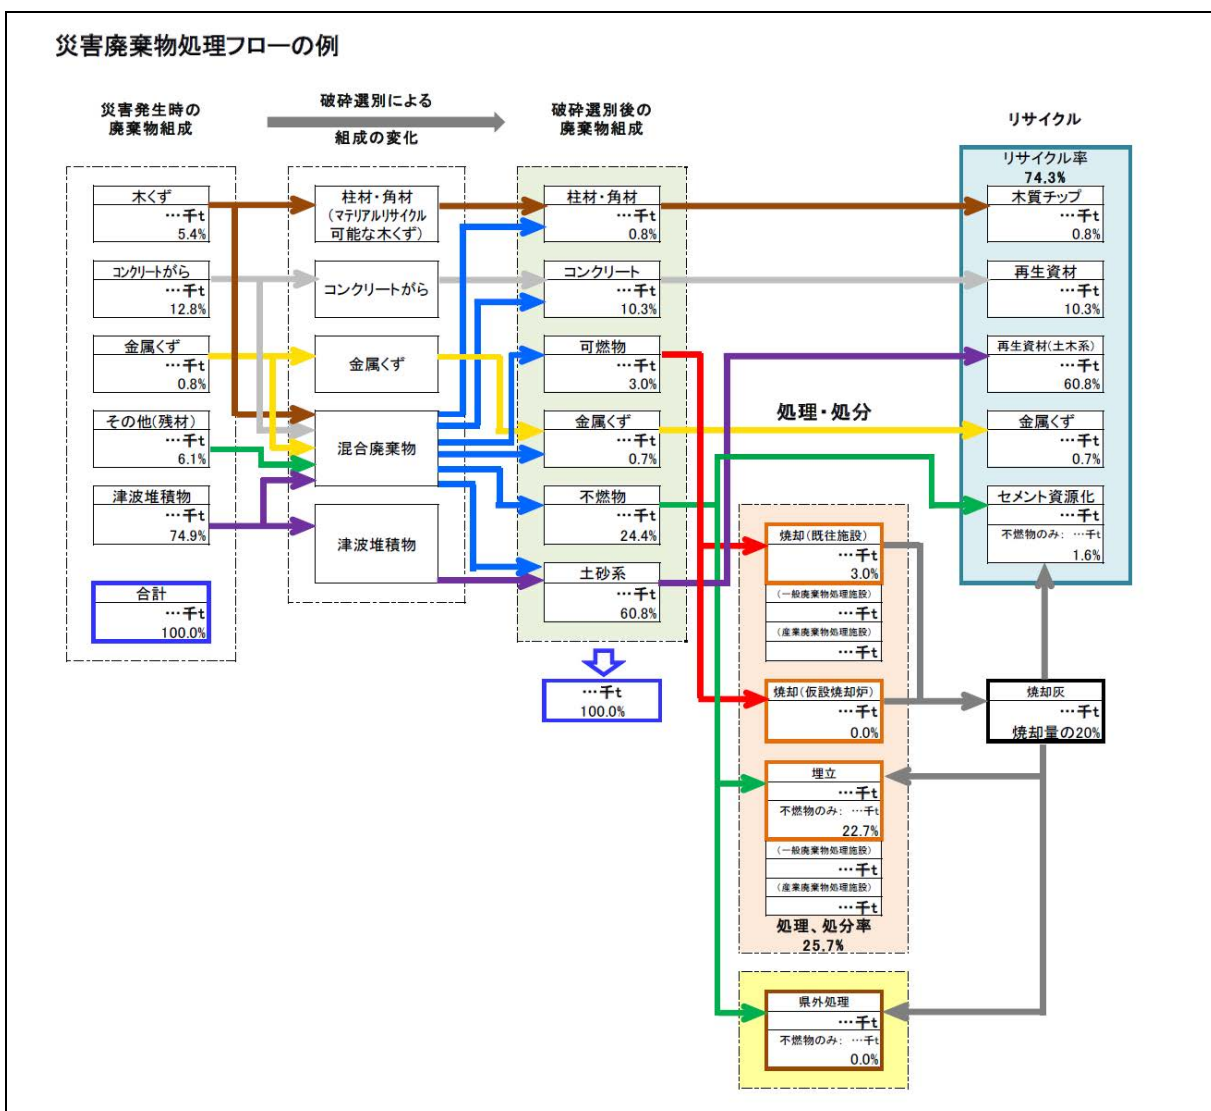 災害廃棄物処理フローの例
災害発生時の
廃棄物組成
破砕選別による
組成の変化
破砕選別後の
廃棄物組成
リサイクル
木くず
…千t
5.4%
コンクリートがら
…千t
12.8%
金属くず
…千t
0.8%
その他(残材)
…千t
6.1%
津波堆積物
…千t
74.9%
合計
…千t
100.0%
柱材・角材
(マテリアルリサイクル
可能な木くず)
コンクリートがら
金属くず
混合廃棄物
津波堆積物
柱材・角材
…千t
0.8%
コンクリート
…千t
10.3%
可燃物
…千t
3.0%
金属くず
…千t
0.7%
不燃物
…千t
24.4%
土砂系
…千t
60.8%
…千t
100.0%
処理・処分
焼却(既往施設)
…千t
3.0%
(一般廃棄物処理施設)
…千t
(産業廃棄物処理施設)
…千t
焼却(仮設焼却炉)
…千t
0.0%
埋立
…千t
不燃物のみ: …千t
22.7%
(一般廃棄物処理施設)
…千t
(産業廃棄物処理施設)
…千t
処理、処分率
25.7%
県外処理
…千t
不燃物のみ: …千t
0.0%
リサイクル率
74.3%
木質チップ
…千t
0.8%
再生資材
…千t
10.3%
再生資材(土木系)
…千t
60.8%
金属くず
…千t
0.7%
セメント資源化
…千t
不燃物のみ: …千t
1.6%
焼却灰
…千t
焼却量の20%